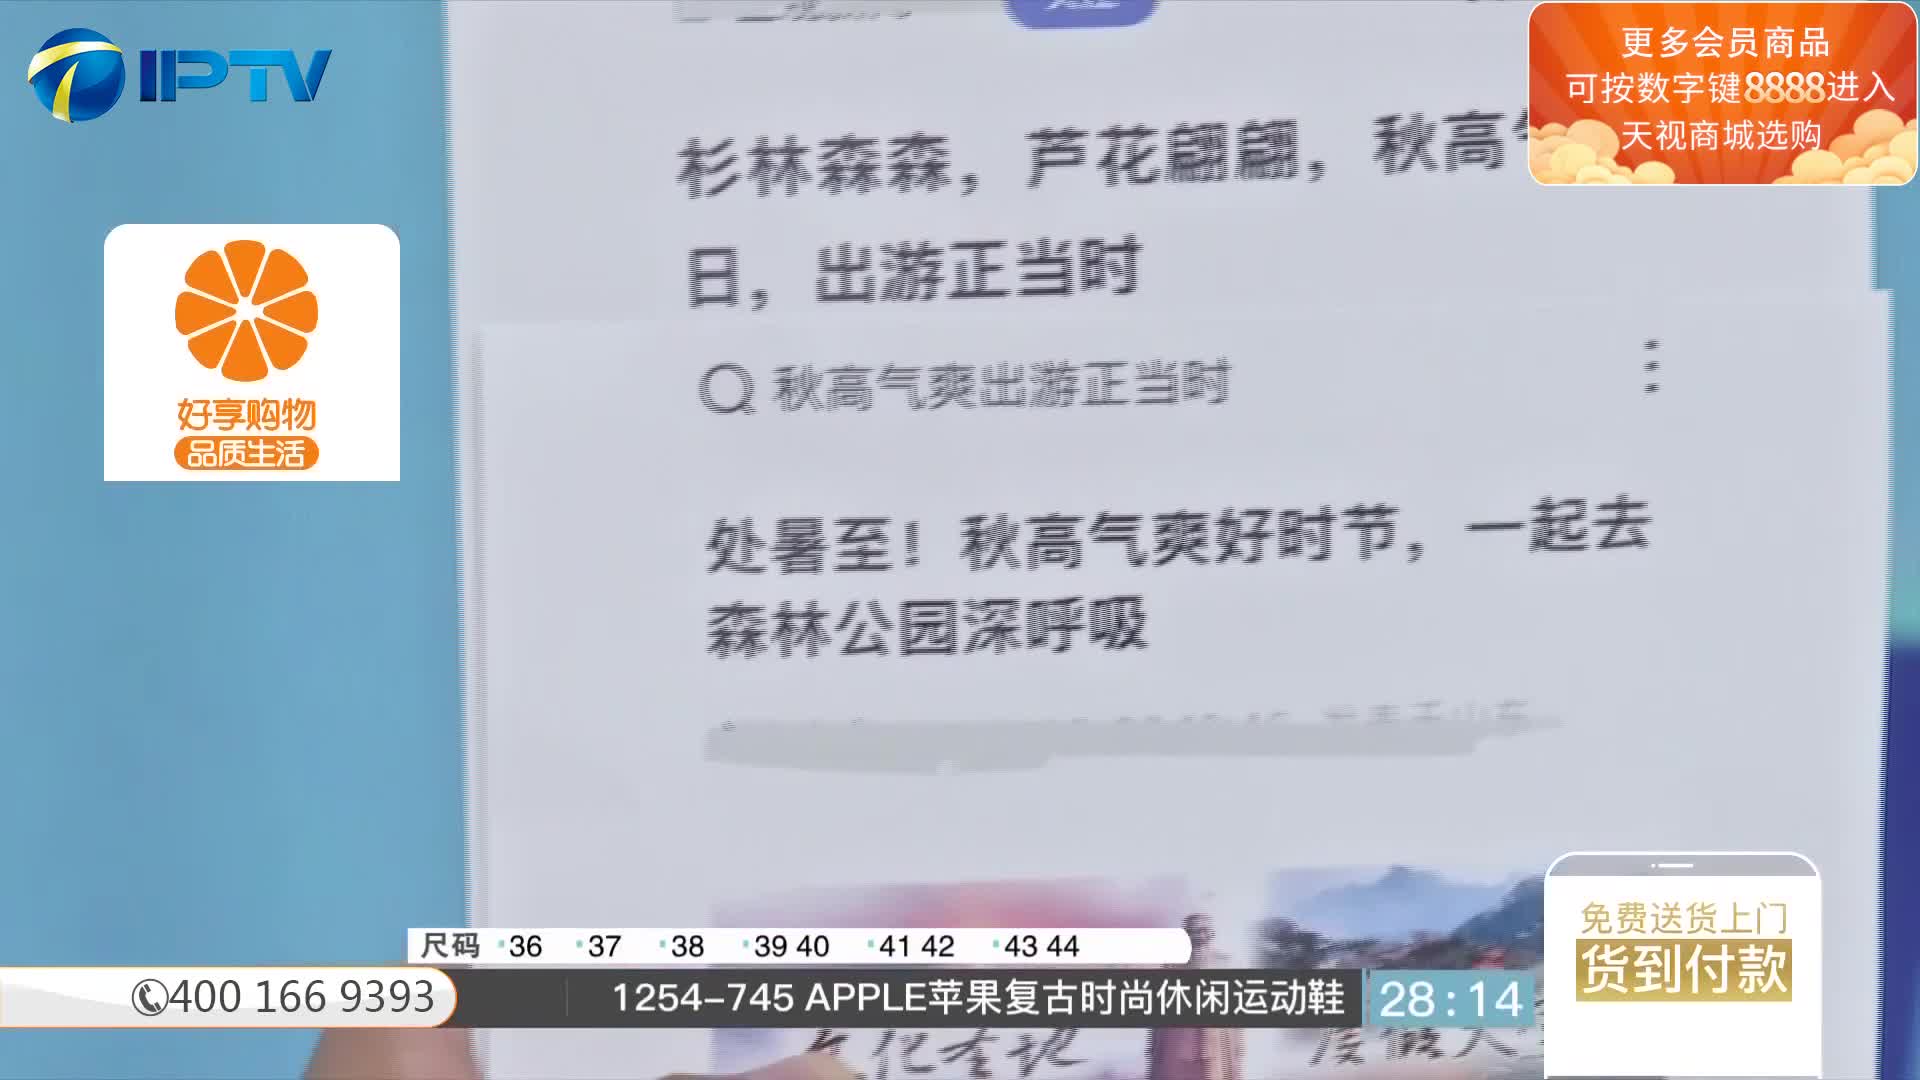 IPTV
更多会员商品
可按数字键8888进入
天视商城选购
杉林森森，芦花翩翩，秋高
日，出游正当时
好享购物
品质生活
秋高气爽出游正当时
处暑至！秋高气爽好时节，一起去
森林公园深呼吸
尺码 36 37 38 39 40 41 42 43 44
免费送货上门
货到付款
400 166 9393
1254-745 APPLE苹果复古时尚休闲运动鞋
28:14